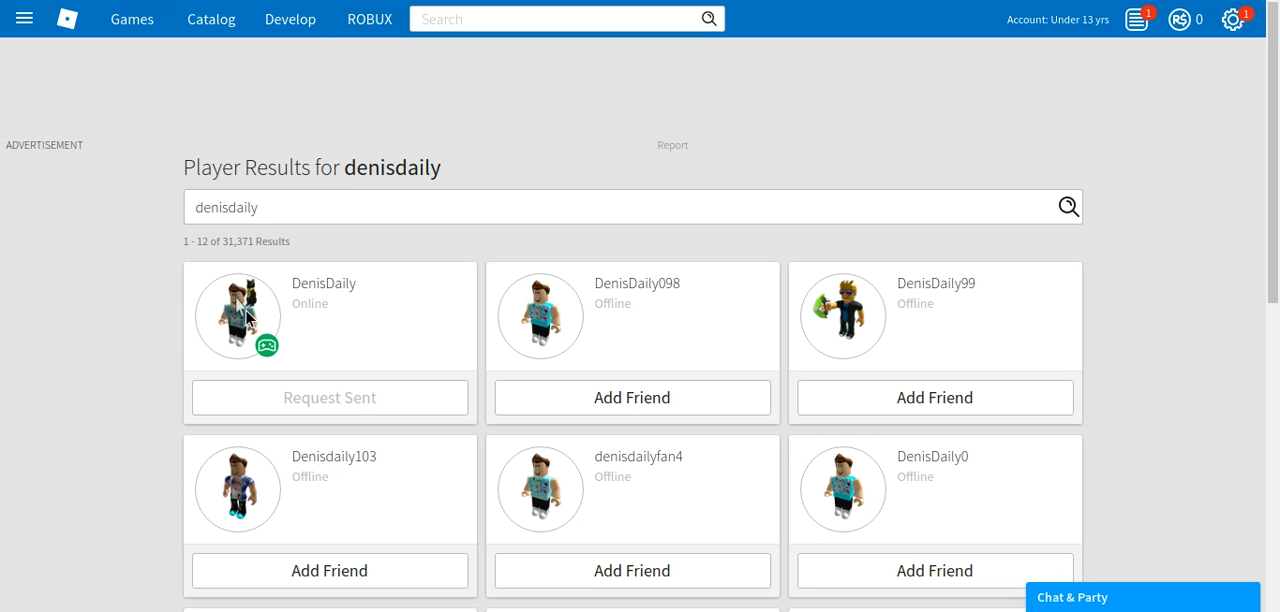 Games Catalog Develop ROBUX Search Account: Under 13 yrs 1 0 1
ADVERTISEMENT Report
Player Results for denisdaily
denisdaily
1 - 12 of 31,371 Results
DenisDaily DenisDaily098 DenisDaily99
Online Offline Offline
Request Sent Add Friend Add Friend
Denisdaily103 denisdailyfan4 DenisDaily0
Offline Offline Offline
Add Friend Add Friend Add Friend
Chat & Party